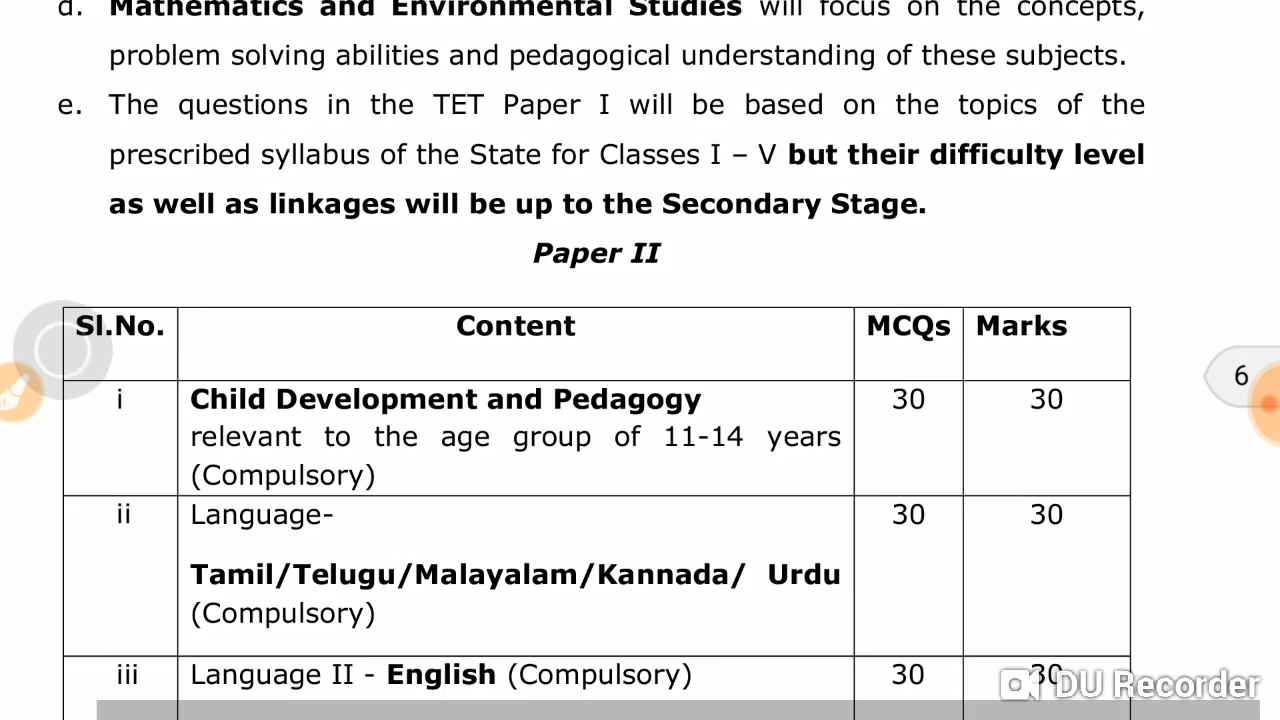 d. Mathematics and Environmental Studies will focus on the concepts,
problem solving abilities and pedagogical understanding of these subjects.
e. The questions in the TET Paper I will be based on the topics of the
prescribed syllabus of the State for Classes I – V but their difficulty level
as well as linkages will be up to the Secondary Stage.
Paper II
Sl.No. Content MCQs Marks
6
i Child Development and Pedagogy 30 30
relevant to the age group of 11-14 years
(Compulsory)
ii Language- 30 30
Tamil/Telugu/Malayalam/Kannada/ Urdu
(Compulsory)
iii Language II - English (Compulsory) 30 30
DU Recorder